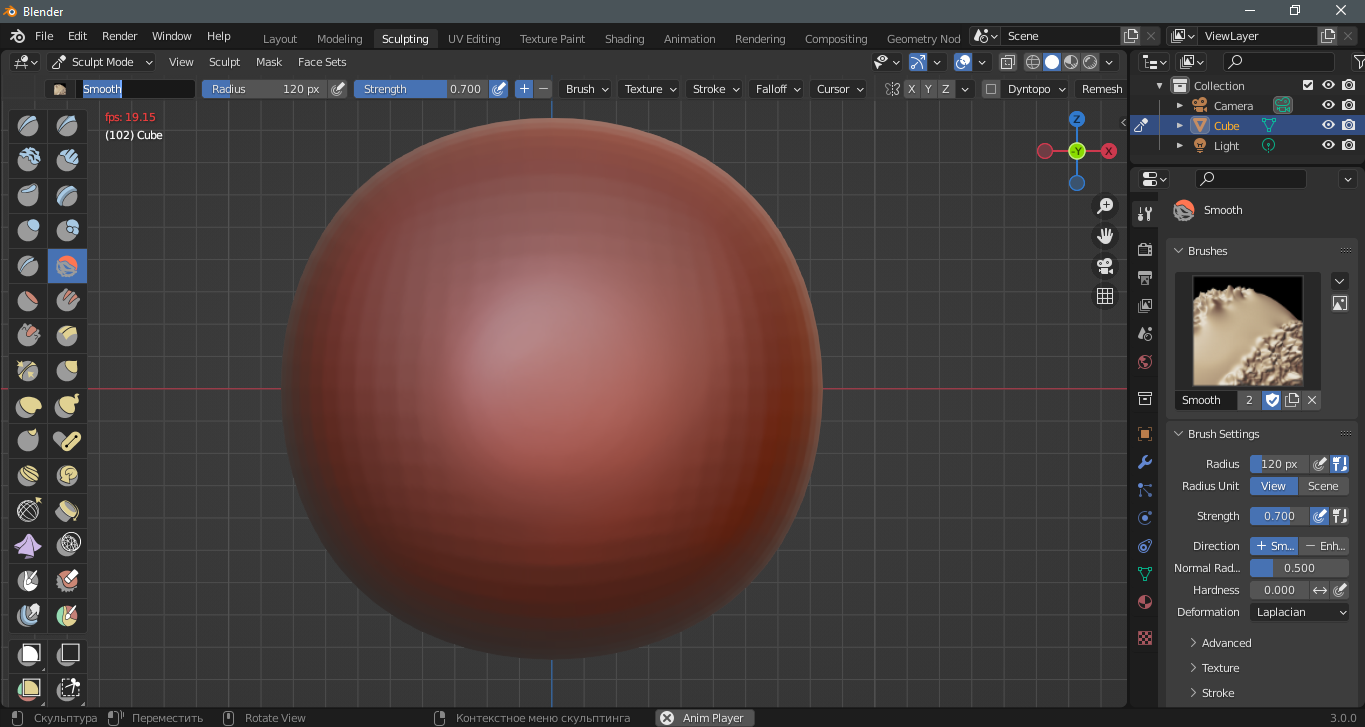 Blender
File Edit Render Window Help Layout Modeling Sculpting UV Editing Texture Paint Shading Animation Rendering Compositing Geometry Nod Scene ViewLayer
Sculpt Mode View Sculpt Mask Face Sets
Smooth Radius 120 px Strength 0.700 Brush Texture Stroke Falloff Cursor X Y Z Dyntopo Remesh
fps: 19.15
(102) Cube
Z
-Y X
Collection
Camera
Cube
Light
Smooth
Brushes
Smooth 2
Brush Settings
Radius 120 px
Radius Unit View Scene
Strength 0.700
Direction + Sm... − Enh...
Normal Rad... 0.500
Hardness 0.000
Deformation Laplacian
Advanced
Texture
Stroke
Скульптура Переместить Rotate View Контекстное меню скульптинга Anim Player 3.0.0